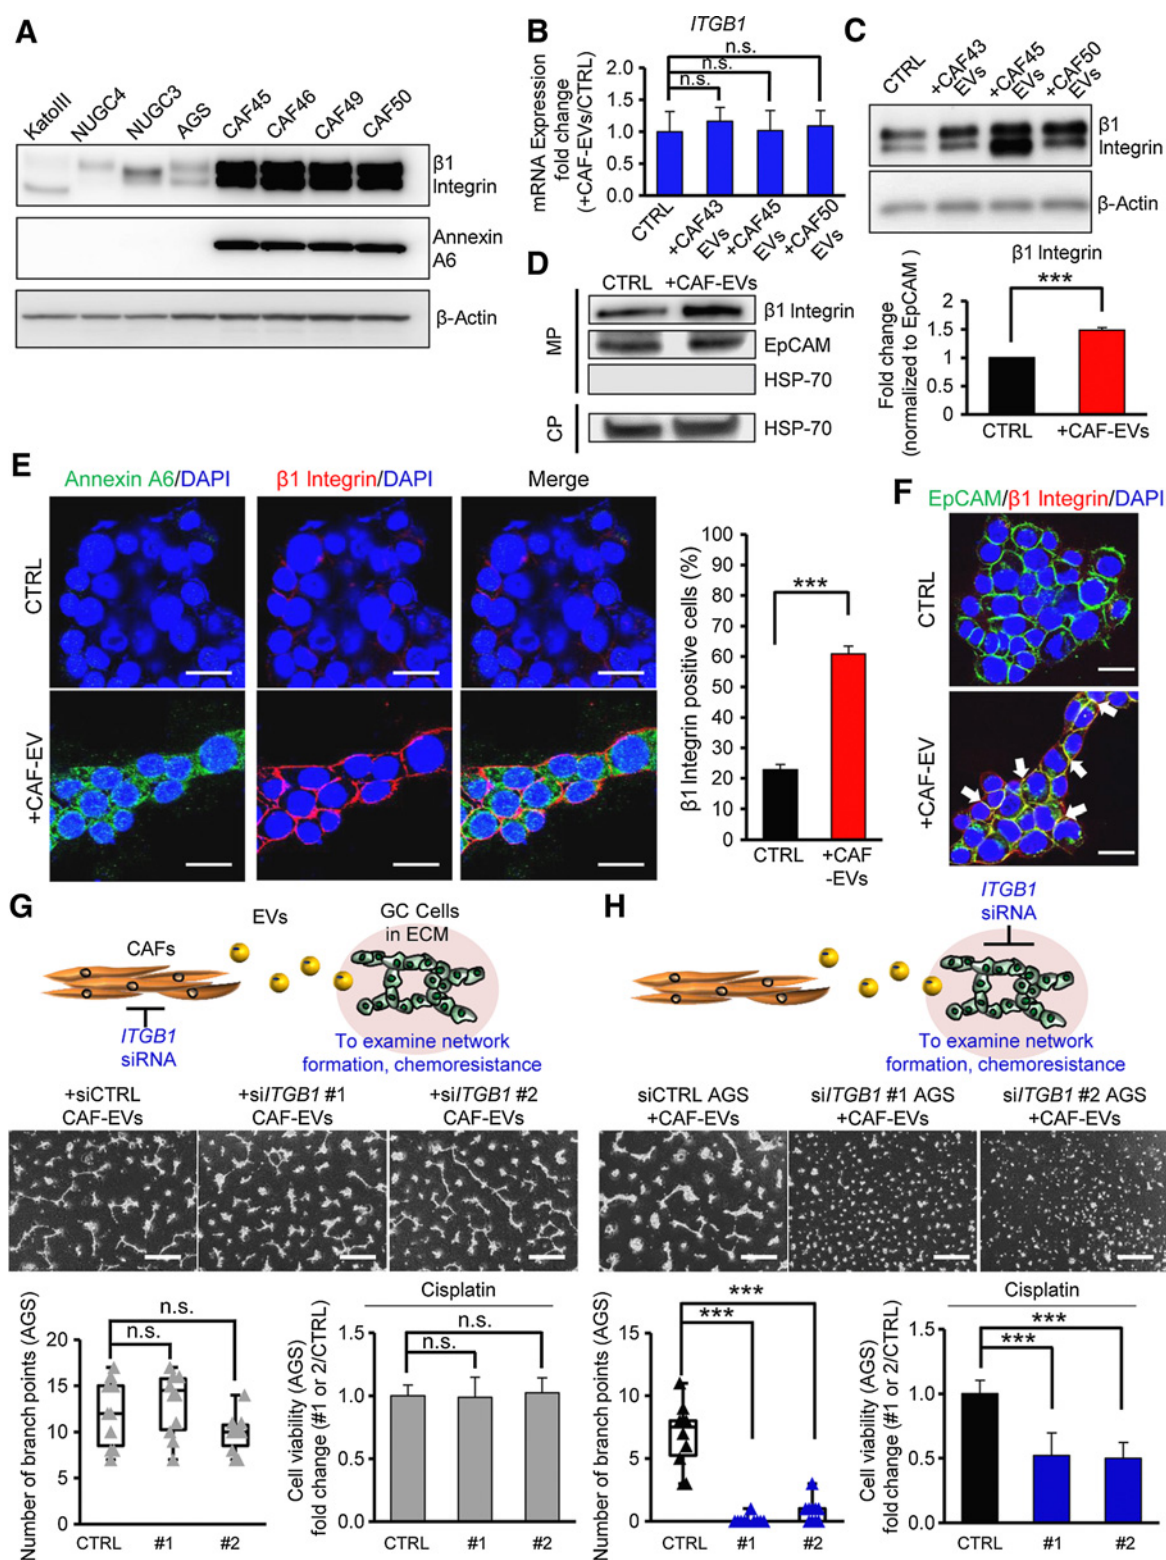 A
KatoIII
NUGC4
NUGC3
AGS
CAF45
CAF46
CAF49
CAF50
β1
Integrin
Annexin
A6
β-Actin
B
ITGB1
n.s.
n.s.
n.s.
mRNA Expression
fold change
(+CAF-EVs/CTRL)
2.0
1.5
1.0
0.5
0.0
CTRL
+CAF43
EVs
+CAF45
EVs
+CAF50
EVs
C
CTRL
+CAF43
EVs
+CAF45
EVs
+CAF50
EVs
β1
Integrin
β-Actin
D
CTRL +CAF-EVs
MP
β1 Integrin
EpCAM
HSP-70
CP
HSP-70
β1 Integrin
***
Fold change
(normalized to EpCAM )
2
1.5
1
0.5
0
CTRL +CAF-EVs
E
Annexin A6/DAPI
β1 Integrin/DAPI
Merge
CTRL
+CAF-EV
β1 Integrin positive cells (%)
100
90
80
70
60
50
40
30
20
10
0
***
CTRL
+CAF
-EVs
F
EpCAM/β1 Integrin/DAPI
CTRL
+CAF-EV
G
CAFs
EVs
GC Cells
in ECM
ITGB1
siRNA
To examine network
formation, chemoresistance
+siCTRL
CAF-EVs
+siITGB1 #1
CAF-EVs
+siITGB1 #2
CAF-EVs
Number of branch points (AGS)
20
15
10
5
0
n.s.
n.s.
CTRL #1 #2
Cisplatin
Cell viability (AGS)
fold change (#1 or 2/CTRL)
1.5
1.0
0.5
0.0
n.s.
n.s.
CTRL #1 #2
H
ITGB1
siRNA
To examine network
formation, chemoresistance
siCTRL AGS
+CAF-EVs
siITGB1 #1 AGS
+CAF-EVs
siITGB1 #2 AGS
+CAF-EVs
Number of branch points (AGS)
15
10
5
0
***
***
CTRL #1 #2
Cisplatin
Cell viability (AGS)
fold change (#1 or 2/CTRL)
1.5
1.0
0.5
0.0
***
***
CTRL #1 #2